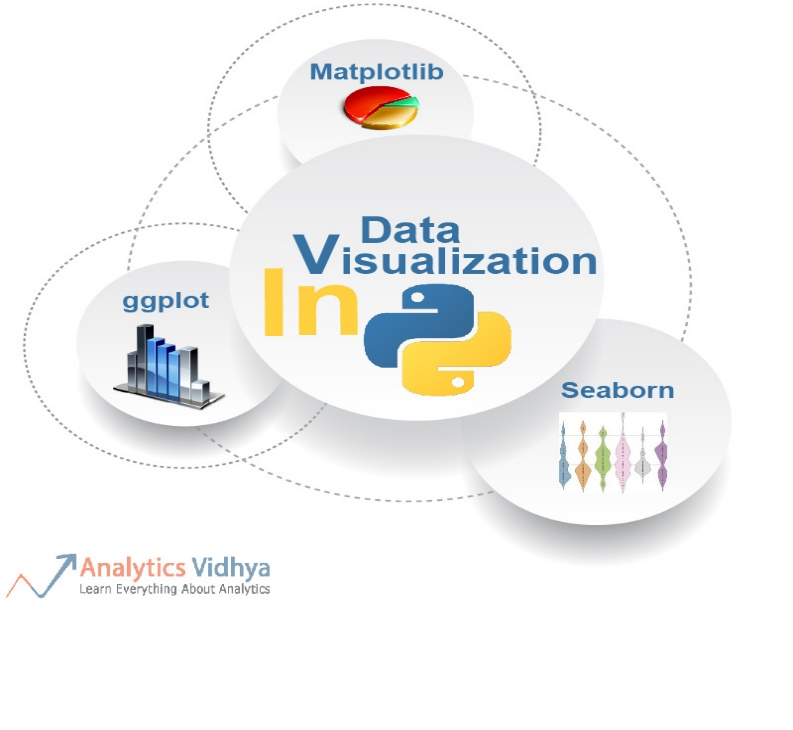 Matplotlib
Data
Visualization
In
ggplot
Seaborn
Analytics Vidhya
Learn Everything About Analytics